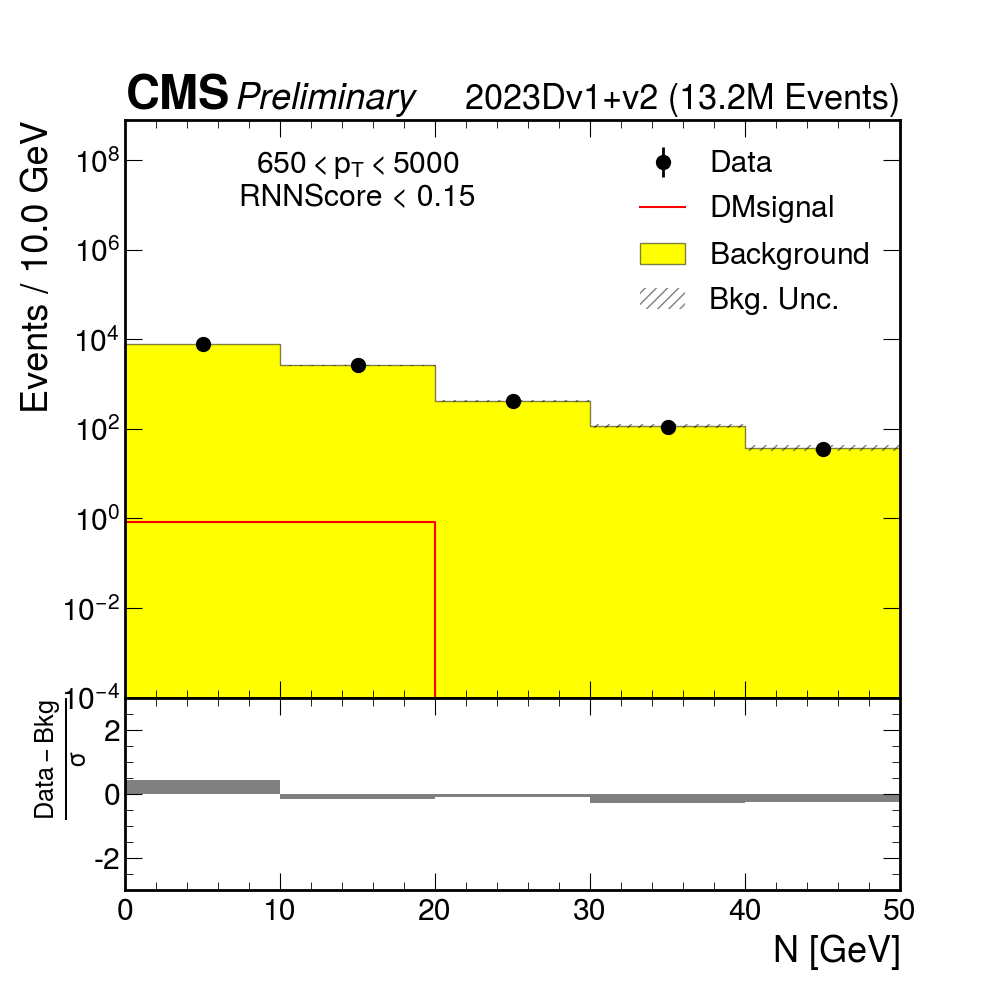 CMS Preliminary 2023Dv1+v2 (13.2M Events)
Events / 10.0 GeV
650 < p_T < 5000
RNNScore < 0.15
Data
DMsignal
Background
Bkg. Unc.
10^8
10^6
10^4
10^2
10^0
10^−2
10^−4
Data − Bkg
σ
2
0
-2
0 10 20 30 40 50
N [GeV]